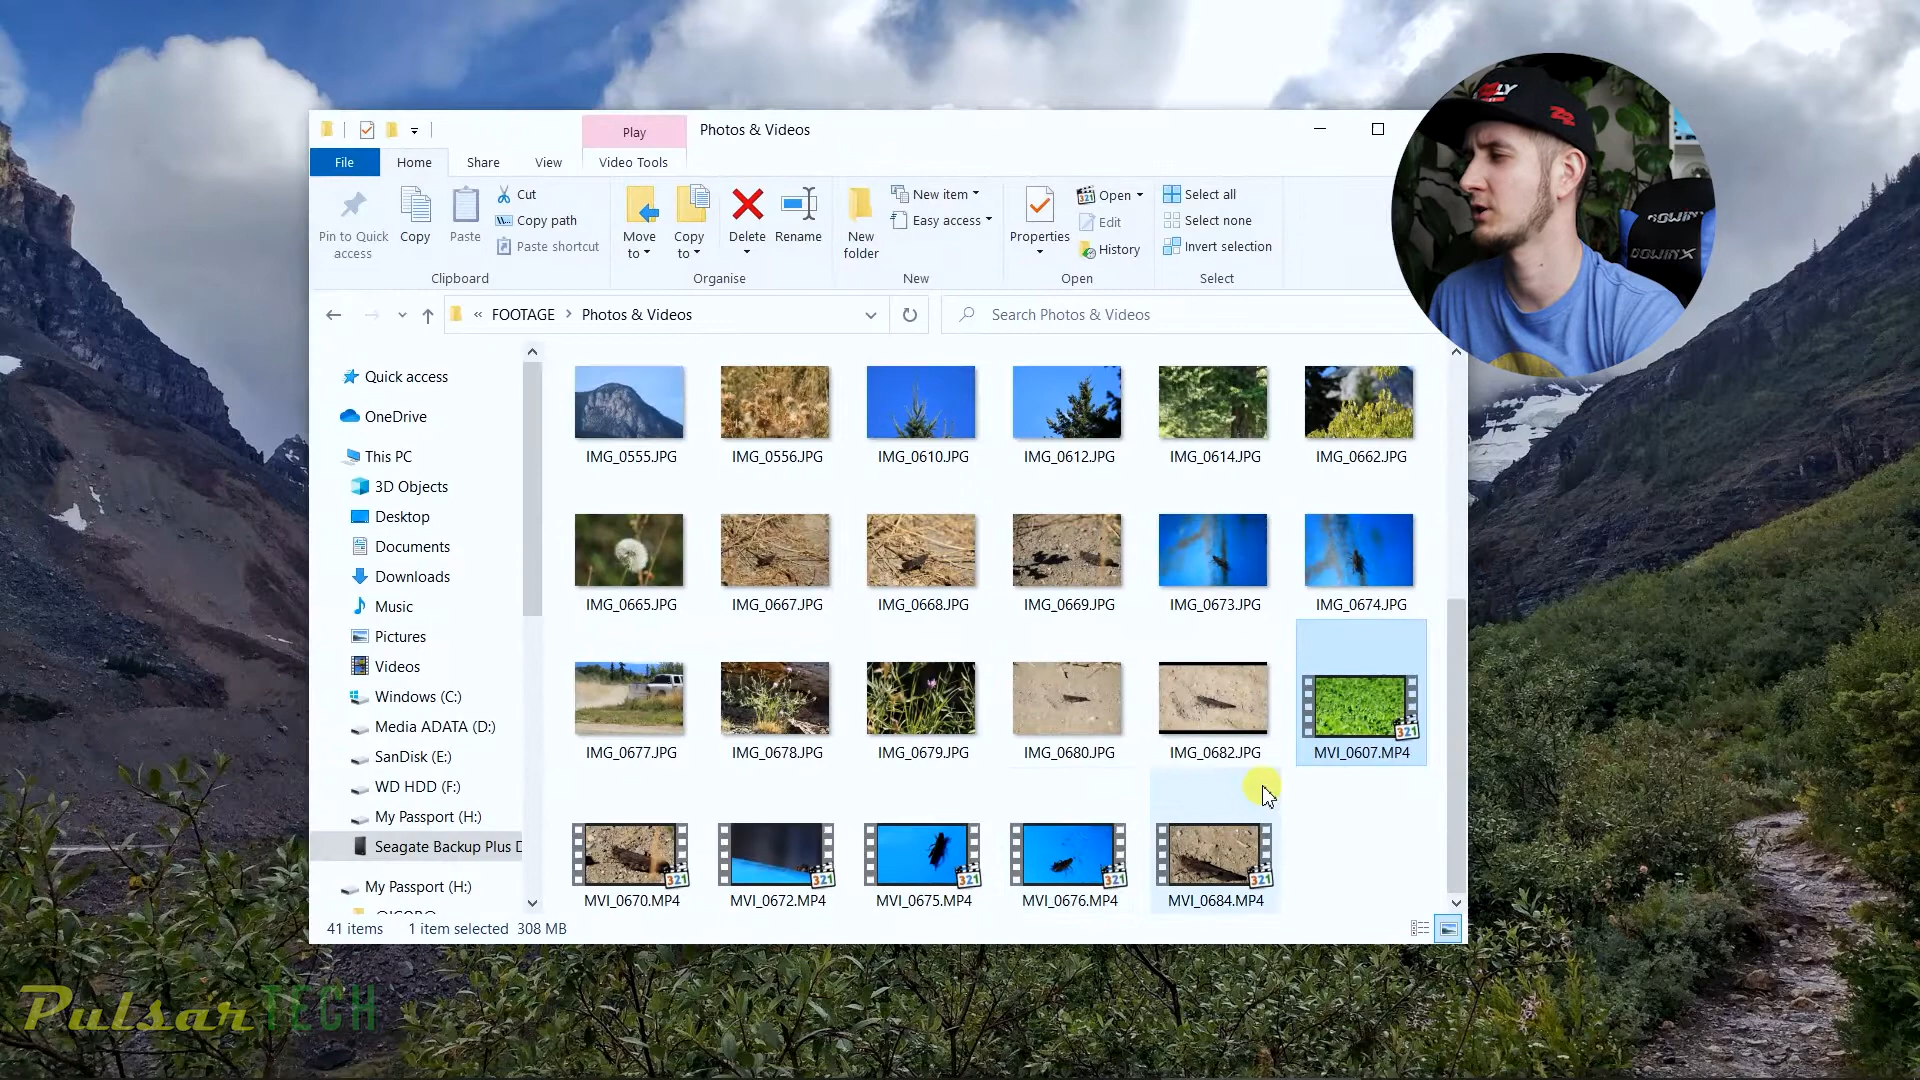 Play
Photos & Videos
File
Home
Share
View
Video Tools
Pin to Quick
access
Copy
Paste
Cut
Copy path
Paste shortcut
Clipboard
Move
to
Copy
to
Delete
Rename
Organise
New
folder
New item
Easy access
New
Properties
Open
Edit
History
Open
Select all
Select none
Invert selection
Select
« FOOTAGE > Photos & Videos
Search Photos & Videos
Quick access
OneDrive
This PC
3D Objects
Desktop
Documents
Downloads
Music
Pictures
Videos
Windows (C:)
Media ADATA (D:)
SanDisk (E:)
WD HDD (F:)
My Passport (H:)
Seagate Backup Plus D
My Passport (H:)
IMG_0555.JPG
IMG_0556.JPG
IMG_0610.JPG
IMG_0612.JPG
IMG_0614.JPG
IMG_0662.JPG
IMG_0665.JPG
IMG_0667.JPG
IMG_0668.JPG
IMG_0669.JPG
IMG_0673.JPG
IMG_0674.JPG
IMG_0677.JPG
IMG_0678.JPG
IMG_0679.JPG
IMG_0680.JPG
IMG_0682.JPG
MVI_0607.MP4
321
321
321
321
321
321
MVI_0670.MP4
MVI_0672.MP4
MVI_0675.MP4
MVI_0676.MP4
MVI_0684.MP4
41 items
1 item selected 308 MB
DOWINX
PulsarTECH